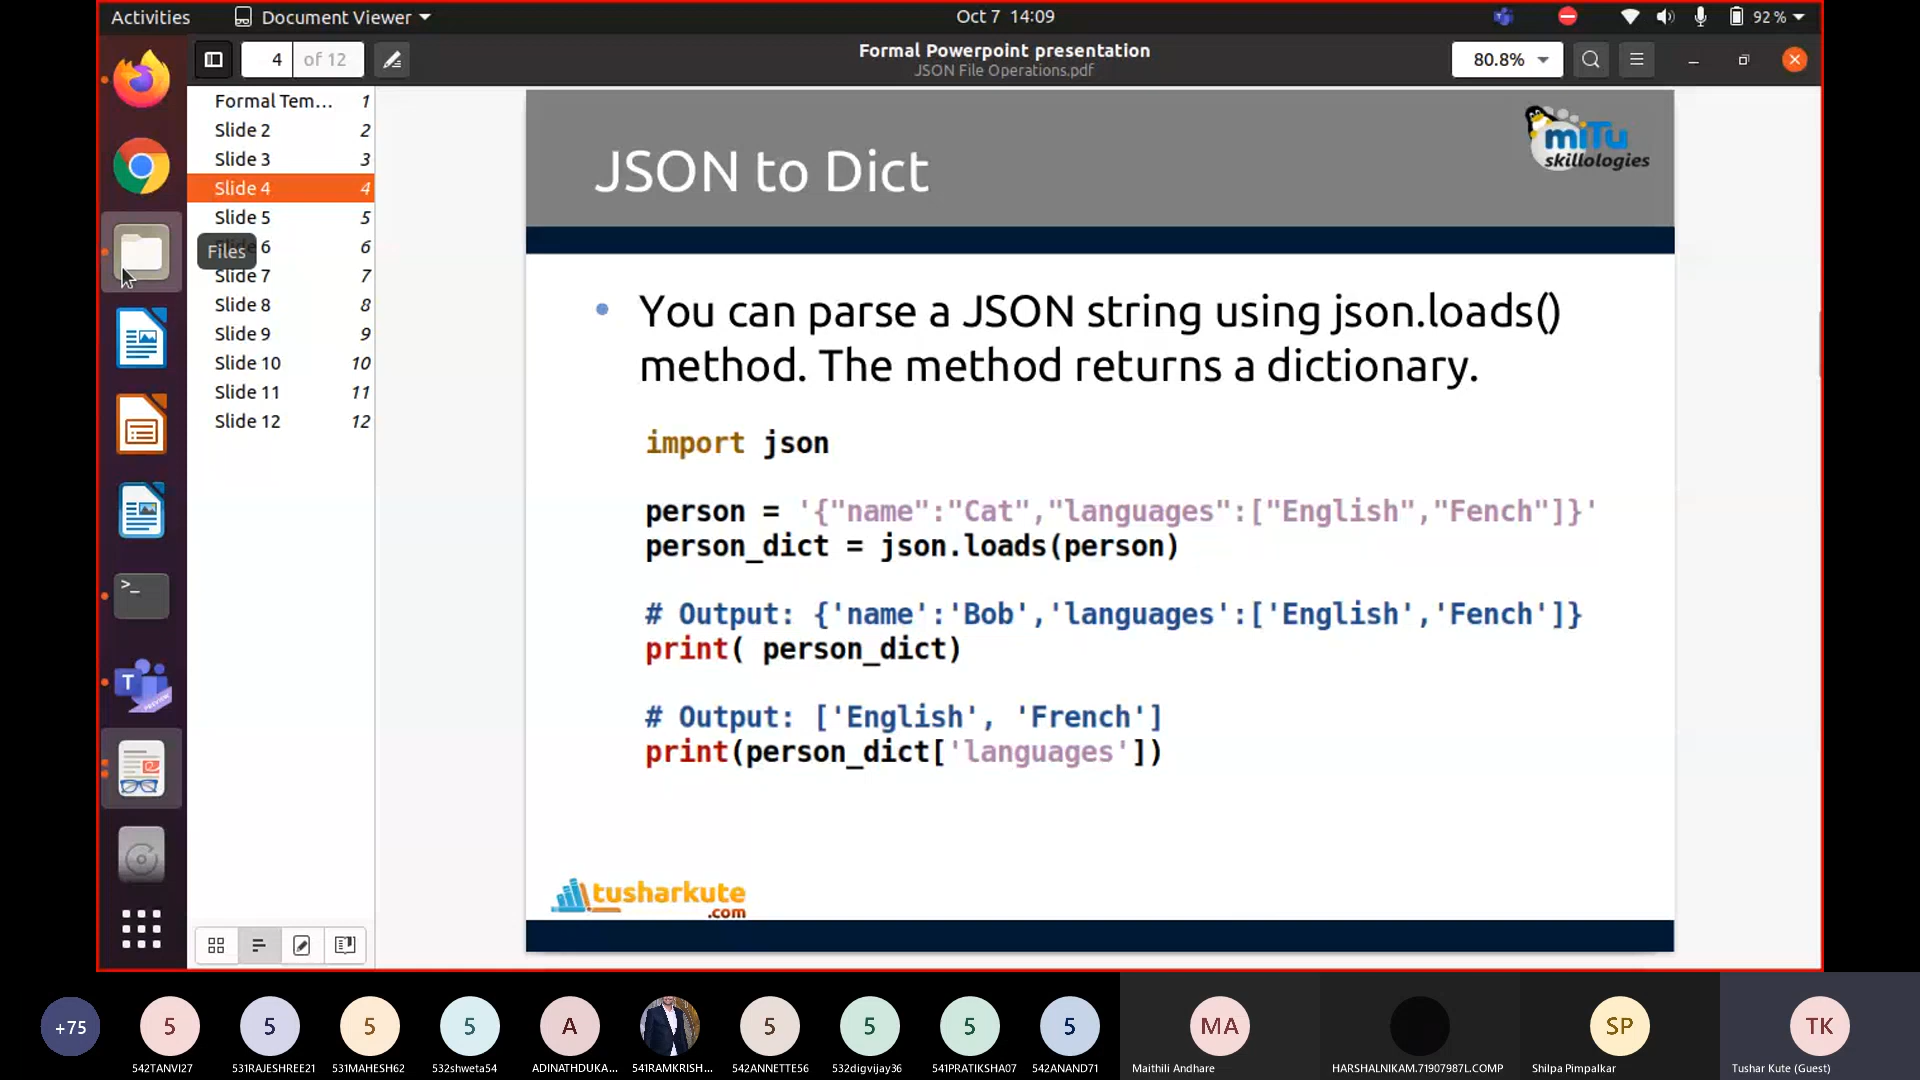 Activities
Document Viewer
Oct 7 14:09
92 %
4 of 12
Formal Powerpoint presentation
JSON File Operations.pdf
80.8%
Formal Tem... 1
Slide 2 2
Slide 3 3
Slide 4 4
Slide 5 5
Files
6 6
Slide 7 7
Slide 8 8
Slide 9 9
Slide 10 10
Slide 11 11
Slide 12 12
JSON to Dict
miTu
skillologies
• You can parse a JSON string using json.loads()
method. The method returns a dictionary.
import json
person = '{"name":"Cat","languages":["English","Fench"]}'
person_dict = json.loads(person)
# Output: {'name':'Bob','languages':['English','Fench']}
print( person_dict)
# Output: ['English', 'French']
print(person_dict['languages'])
tusharkute
.com
>_
T
PREVIEW
+75
5
5
5
5
A
5
5
5
5
MA
SP
TK
542TANVI27
531RAJESHREE21
531MAHESH62
532shweta54
ADINATHDUKA...
541RAMKRISH...
542ANNETTE56
532digvijay36
541PRATIKSHA07
542ANAND71
Maithili Andhare
HARSHALNIKAM.71907987L.COMP
Shilpa Pimpalkar
Tushar Kute (Guest)